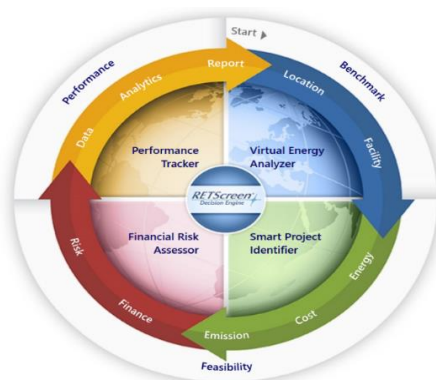 Start
Benchmark
Location
Facility
Virtual Energy
Analyzer
Energy
Cost
Emission
Smart Project
Identifier
Feasibility
Finance
Risk
Financial Risk
Assessor
Performance
Data
Analytics
Report
Performance
Tracker
RETScreen
Decision Engine